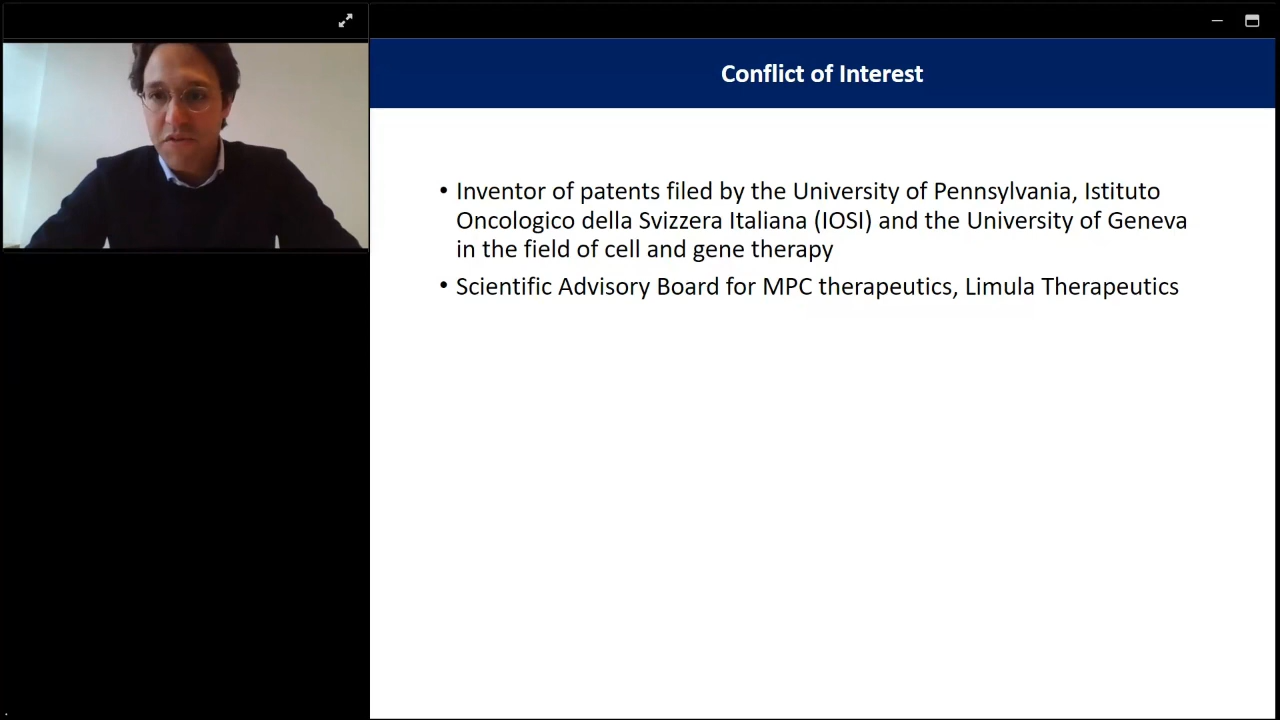 Conflict of Interest
• Inventor of patents filed by the University of Pennsylvania, Istituto
Oncologico della Svizzera Italiana (IOSI) and the University of Geneva
in the field of cell and gene therapy
• Scientific Advisory Board for MPC therapeutics, Limula Therapeutics